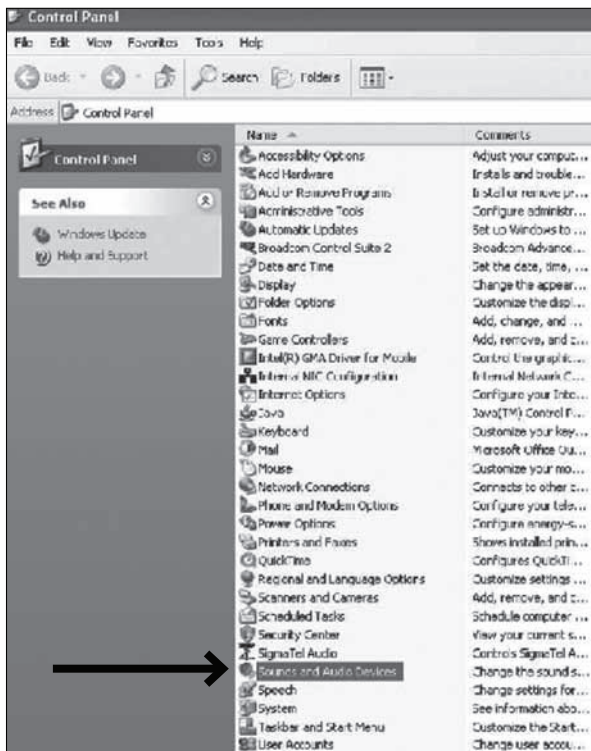 Control Panel
File Edit View Favorites Tools Help
Back Search Folders
Address Control Panel
Control Panel
See Also
Windows Update
Help and Support
Name Comments
Accessibility Options Adjust your comput...
Add Hardware Installs and trouble...
Add or Remove Programs Install or remove pr...
Administrative Tools Configure administr...
Automatic Updates Set up Windows to ...
Broadcom Control Suite 2 Broadcom Advance...
Date and Time Set the date, time, ...
Display Change the appear...
Folder Options Customize the displ...
Fonts Add, change, and ...
Game Controllers Add, remove, and c...
Intel(R) GMA Driver for Mobile Control the graphic...
Internal NIC Configuration Internal Network C...
Internet Options Configure your Inte...
Java Java(TM) Control P...
Keyboard Customize your key...
Mail Microsoft Office Ou...
Mouse Customize your mo...
Network Connections Connects to other c...
Phone and Modem Options Configure your tele...
Power Options Configure energy-s...
Printers and Faxes Shows installed prin...
QuickTime Configures QuickTi...
Regional and Language Options Customize settings ...
Scanners and Cameras Add, remove, and c...
Scheduled Tasks Schedule computer ...
Security Center View your current s...
SigmaTel Audio Controls SigmaTel A...
Sounds and Audio Devices Change the sound s...
Speech Change settings for...
System See information abo...
Taskbar and Start Menu Customize the Start...
User Accounts Change user accou...